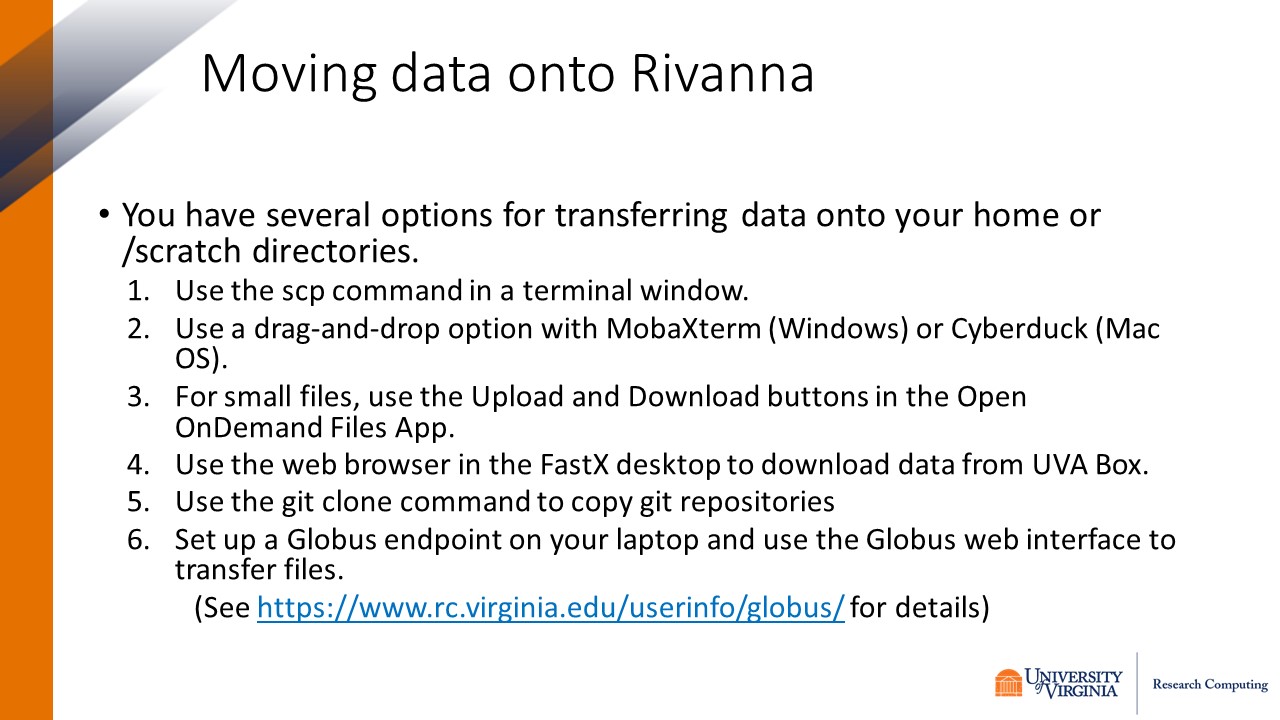 Moving data onto Rivanna
• You have several options for transferring data onto your home or
/scratch directories.
1. Use the scp command in a terminal window.
2. Use a drag-and-drop option with MobaXterm (Windows) or Cyberduck (Mac
OS).
3. For small files, use the Upload and Download buttons in the Open
OnDemand Files App.
4. Use the web browser in the FastX desktop to download data from UVA Box.
5. Use the git clone command to copy git repositories
6. Set up a Globus endpoint on your laptop and use the Globus web interface to
transfer files.
(See https://www.rc.virginia.edu/userinfo/globus/ for details)
UNIVERSITY
of VIRGINIA
Research Computing